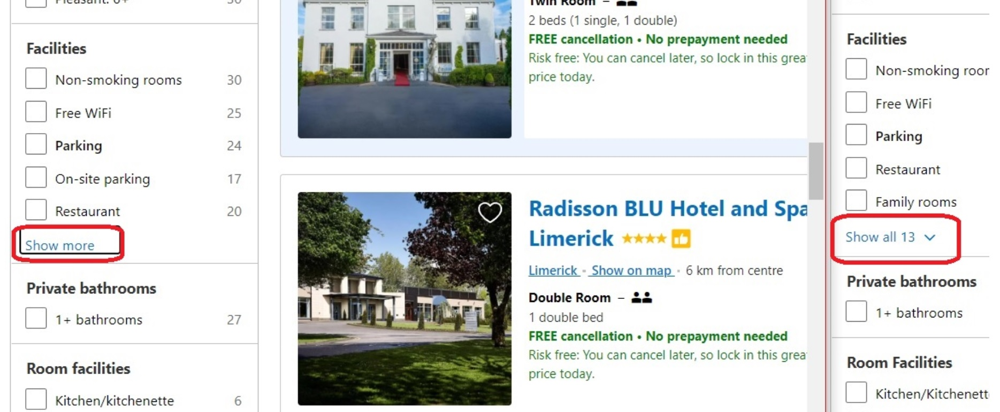 Facilities
Non-smoking rooms 30
Free WiFi 25
Parking 24
On-site parking 17
Restaurant 20
Show more
Private bathrooms
1+ bathrooms 27
Room facilities
Kitchen/kitchenette 6
Twin Room –
2 beds (1 single, 1 double)
FREE cancellation • No prepayment needed
Risk free: You can cancel later, so lock in this grea
price today.
Radisson BLU Hotel and Spa
Limerick
Limerick · Show on map · 6 km from centre
Double Room –
1 double bed
FREE cancellation • No prepayment needed
Risk free: You can cancel later, so lock in this grea
price today.
Facilities
Non-smoking roor
Free WiFi
Parking
Restaurant
Family rooms
Show all 13
Private bathrooms
1+ bathrooms
Room Facilities
Kitchen/Kitchenett